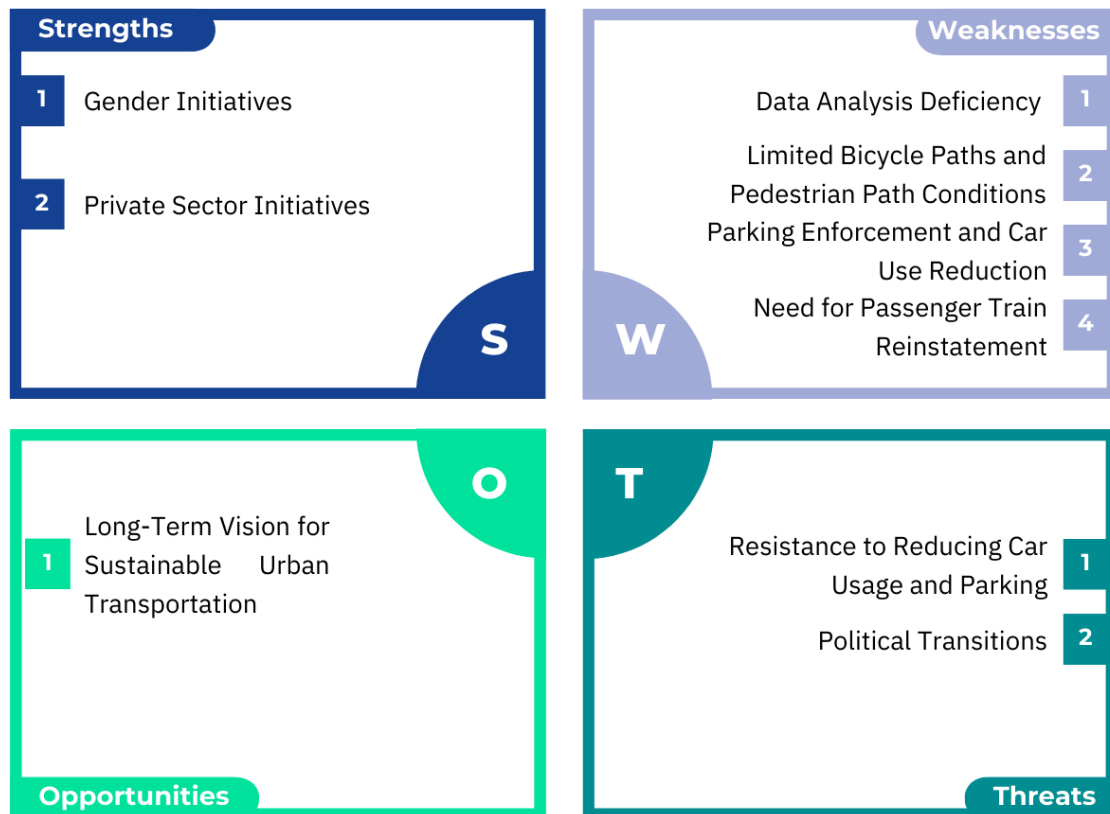 Strengths
1
Gender Initiatives
2
Private Sector Initiatives
S
Weaknesses
Data Analysis Deficiency
1
Limited Bicycle Paths and
Pedestrian Path Conditions
2
Parking Enforcement and Car
Use Reduction
3
Need for Passenger Train
Reinstatement
4
W
O
1
Long-Term Vision for
Sustainable Urban
Transportation
Opportunities
T
Resistance to Reducing Car
Usage and Parking
1
Political Transitions
2
Threats